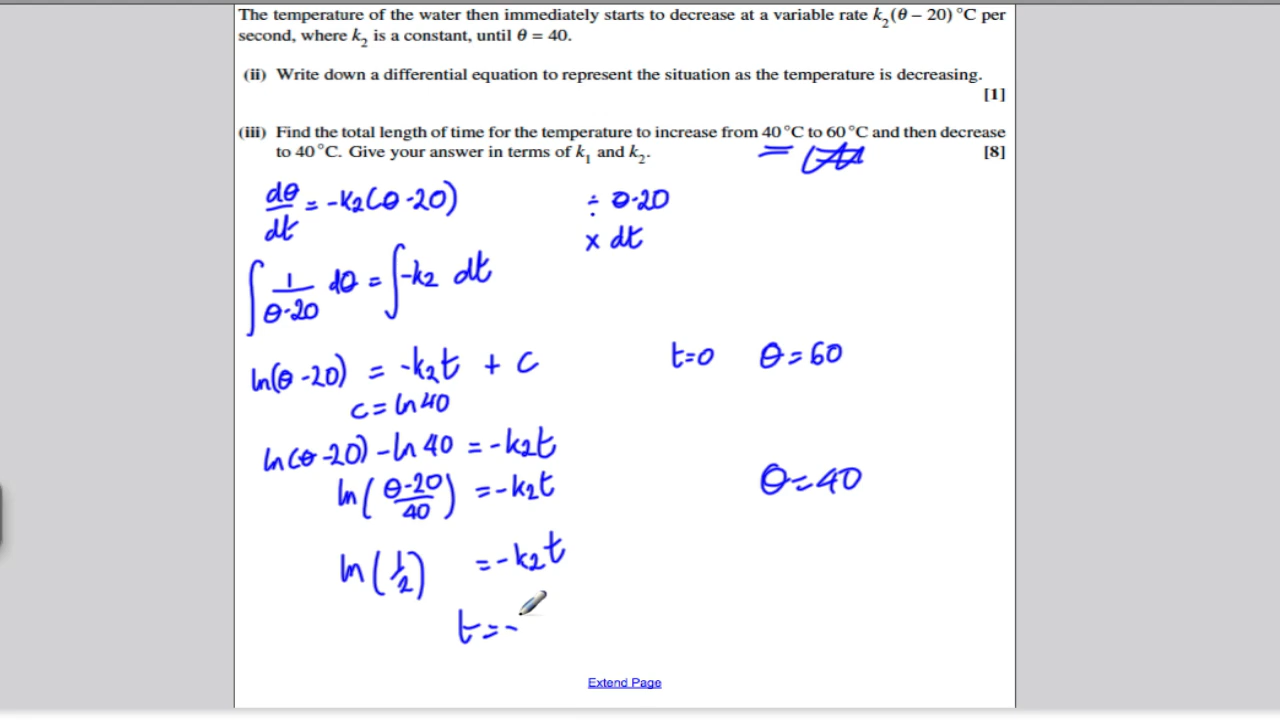 The temperature of the water then immediately starts to decrease at a variable rate k₂(θ – 20) °C per
second, where k₂ is a constant, until θ = 40.
(ii) Write down a differential equation to represent the situation as the temperature is decreasing.
[1]
(iii) Find the total length of time for the temperature to increase from 40 °C to 60 °C and then decrease
to 40 °C. Give your answer in terms of k₁ and k₂.
[8]
=
dθ/dt = -k₂(θ-20)
÷ θ-20
x dt
∫ 1/(θ-20) dθ = ∫ -k₂ dt
ln(θ-20) = -k₂t + c
t=0 θ=60
c = ln 40
ln(θ-20) - ln 40 = -k₂t
ln((θ-20)/40) = -k₂t
θ=40
ln(1/2) = -k₂t
t = -
Extend Page